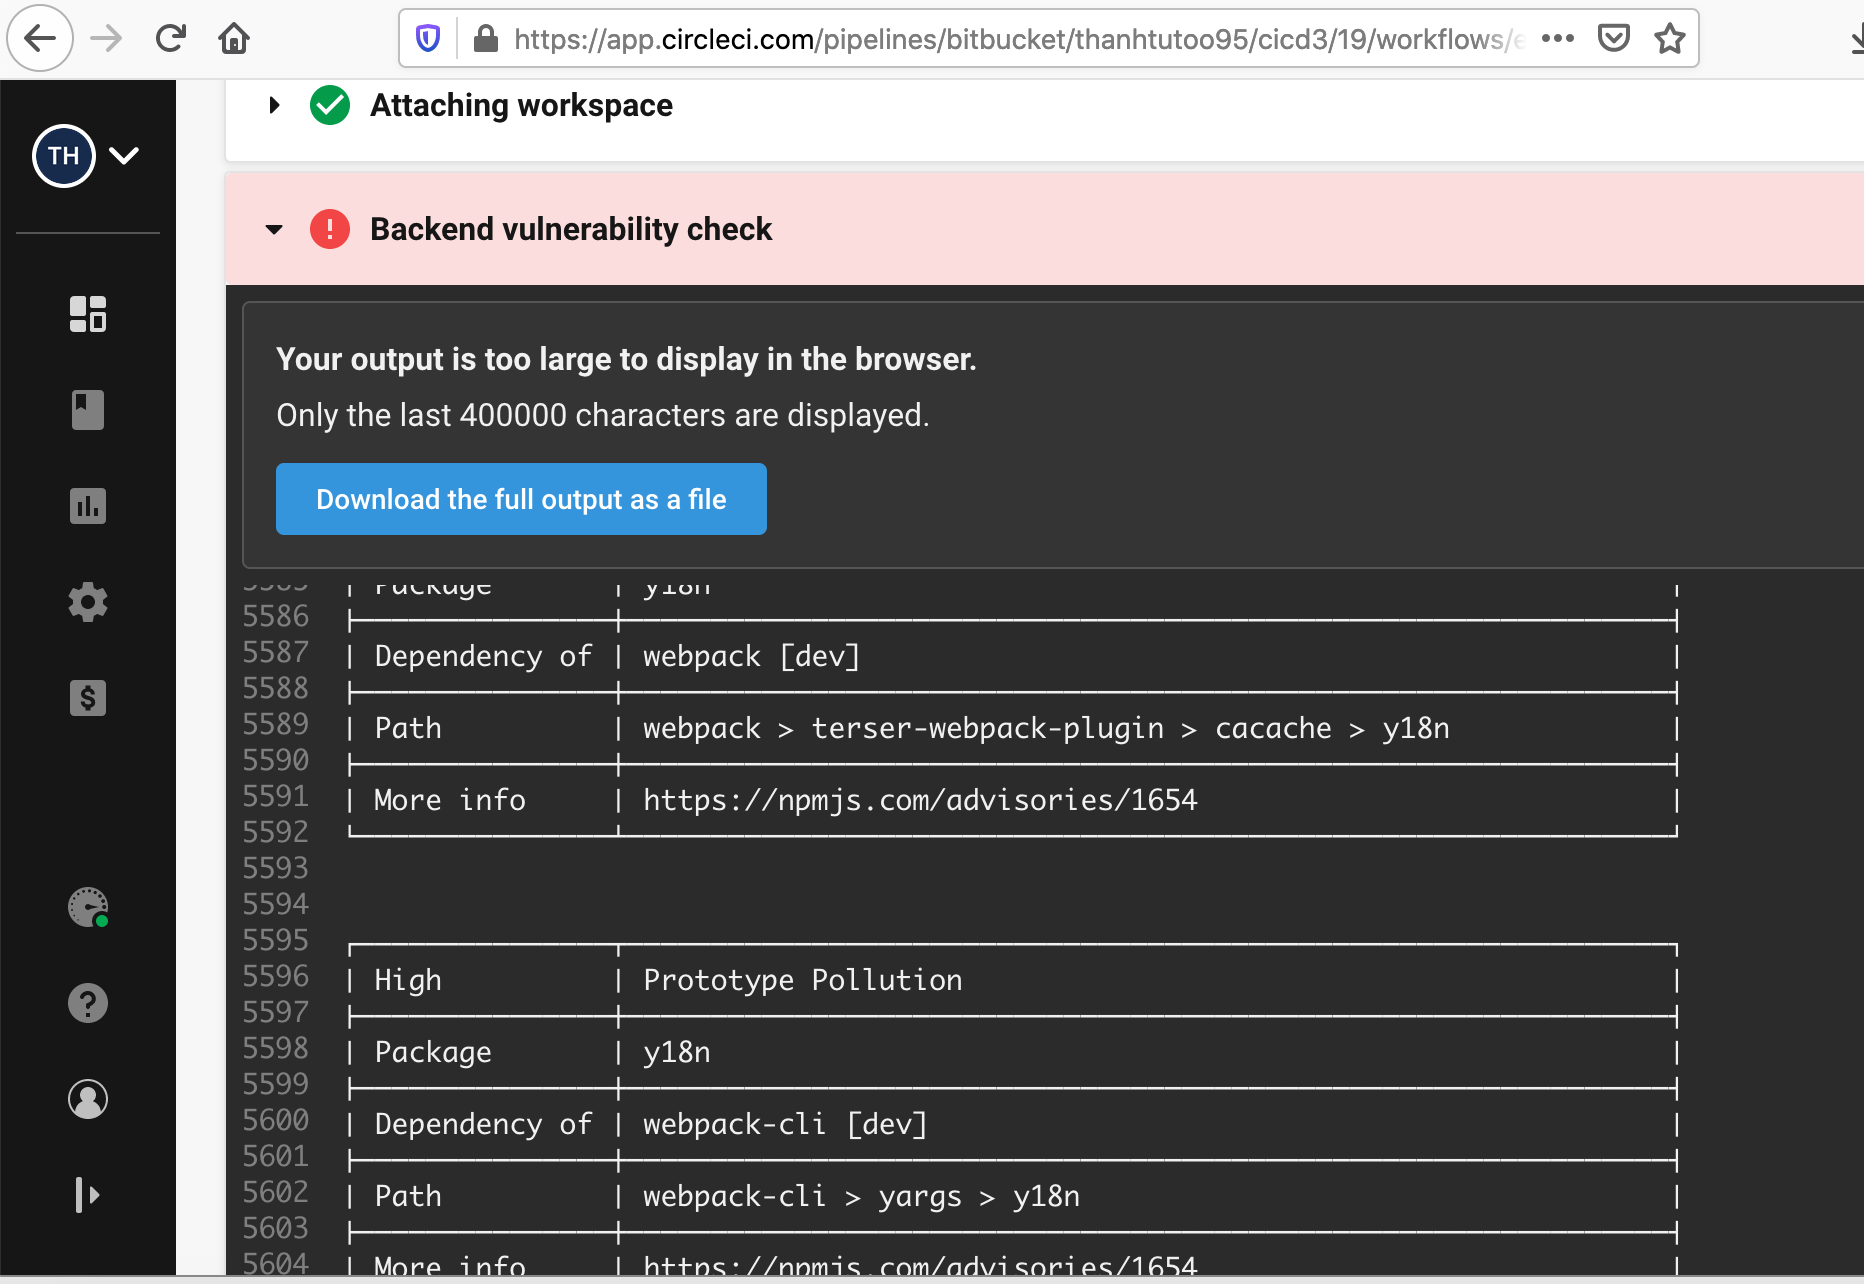 https://app.circleci.com/pipelines/bitbucket/thanhtutoo95/cicd3/19/workflows/e
TH
Attaching workspace
! Backend vulnerability check
Your output is too large to display in the browser.
Only the last 400000 characters are displayed.
Download the full output as a file
5585 | Package | y18n |
5586
5587 | Dependency of | webpack [dev] |
5588
5589 | Path | webpack > terser-webpack-plugin > cacache > y18n |
5590
5591 | More info | https://npmjs.com/advisories/1654 |
5592
5593
5594
5595
5596 | High | Prototype Pollution |
5597
5598 | Package | y18n |
5599
5600 | Dependency of | webpack-cli [dev] |
5601
5602 | Path | webpack-cli > yargs > y18n |
5603
5604 | More info | https://npmjs.com/advisories/1654 |